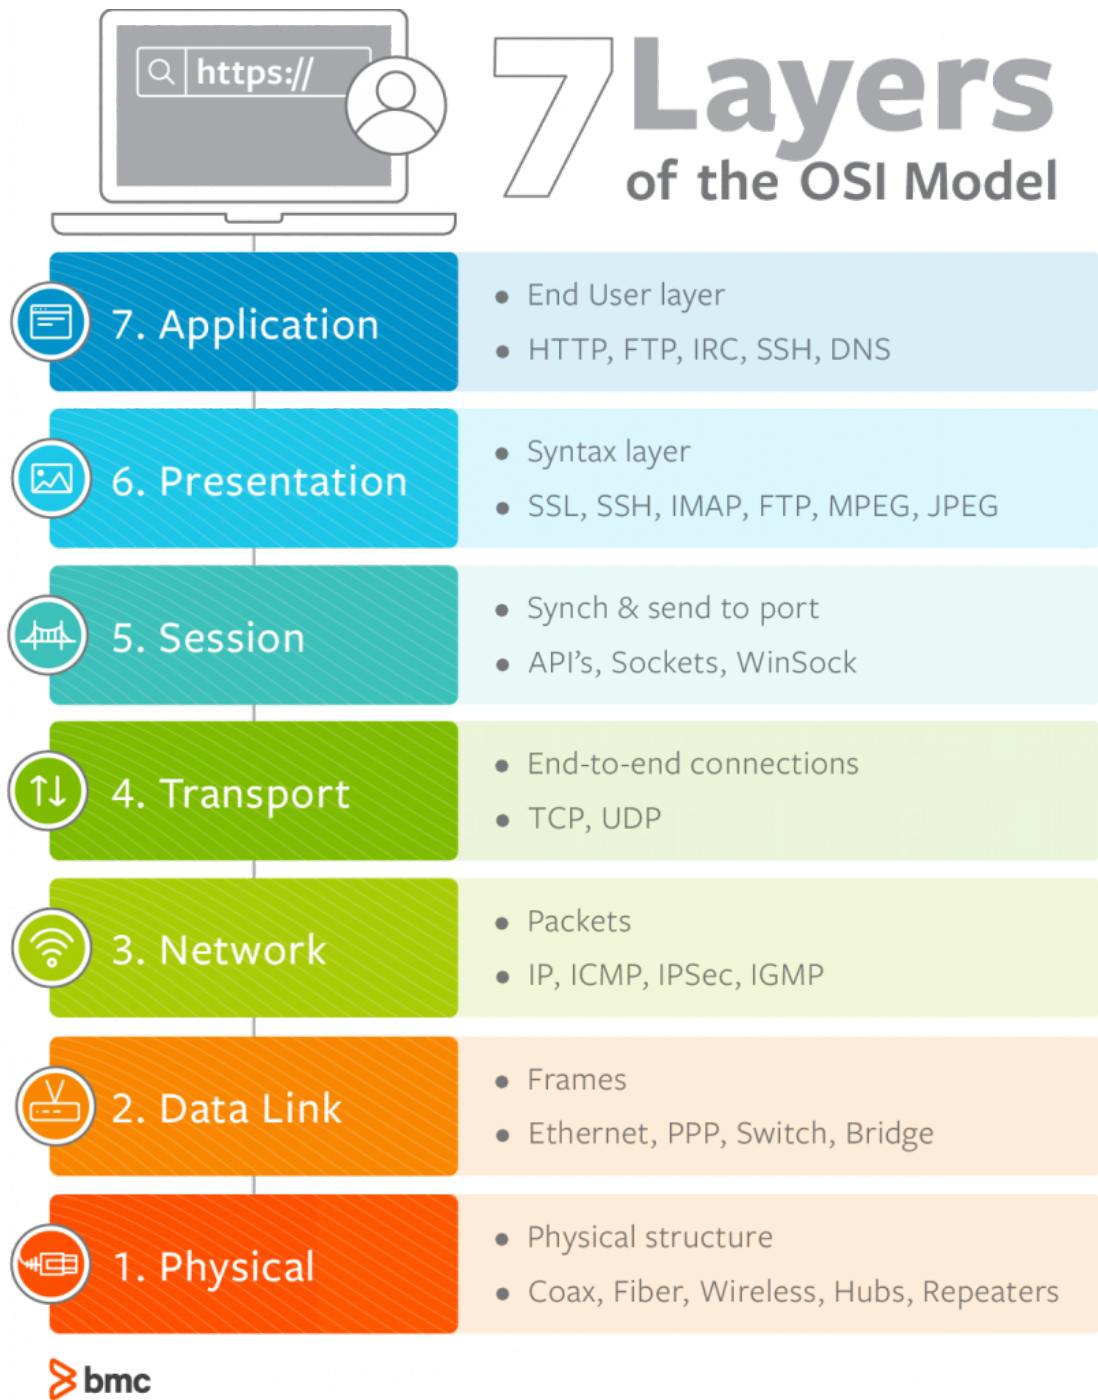 https://
7 Layers
of the OSI Model
7. Application
• End User layer
• HTTP, FTP, IRC, SSH, DNS
6. Presentation
• Syntax layer
• SSL, SSH, IMAP, FTP, MPEG, JPEG
5. Session
• Synch & send to port
• API’s, Sockets, WinSock
4. Transport
• End-to-end connections
• TCP, UDP
3. Network
• Packets
• IP, ICMP, IPSec, IGMP
2. Data Link
• Frames
• Ethernet, PPP, Switch, Bridge
1. Physical
• Physical structure
• Coax, Fiber, Wireless, Hubs, Repeaters
bmc